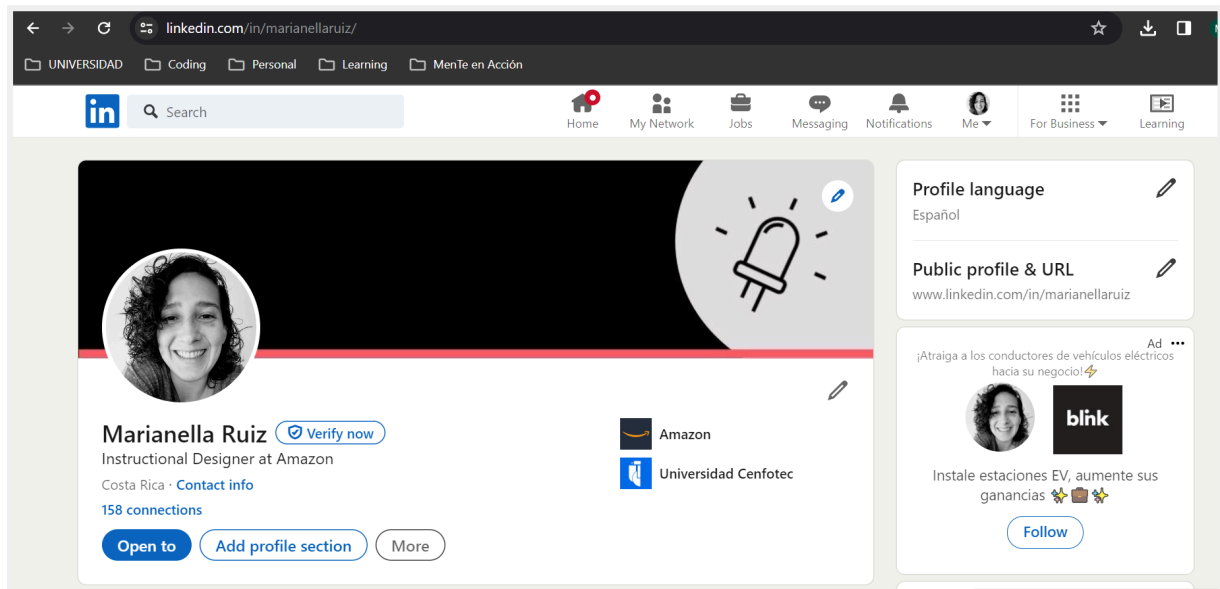 linkedin.com/in/marianellaruiz/
UNIVERSIDAD Coding Personal Learning MenTe en Acción
in Search Home My Network Jobs Messaging Notifications Me For Business Learning
Marianella Ruiz Verify now
Instructional Designer at Amazon
Costa Rica · Contact info
158 connections
Open to Add profile section More
Amazon
Universidad Cenfotec
Profile language
Español
Public profile & URL
www.linkedin.com/in/marianellaruiz
Ad
¡Atraiga a los conductores de vehículos eléctricos
hacia su negocio!⚡
blink
Instale estaciones EV, aumente sus
ganancias ✨💼✨
Follow